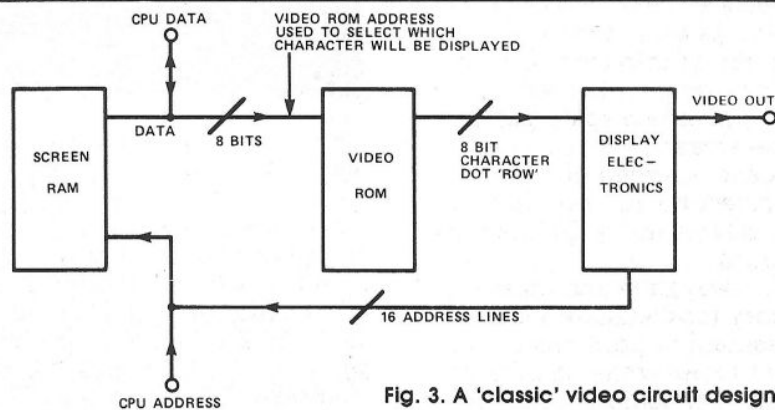 CPU DATA
VIDEO ROM ADDRESS
USED TO SELECT WHICH
CHARACTER WILL BE DISPLAYED
VIDEO OUT
DATA
8 BITS
8 BIT
CHARACTER
DOT 'ROW'
SCREEN
RAM
VIDEO
ROM
DISPLAY
ELEC –
TRONICS
16 ADDRESS LINES
CPU ADDRESS
Fig. 3. A 'classic' video circuit design